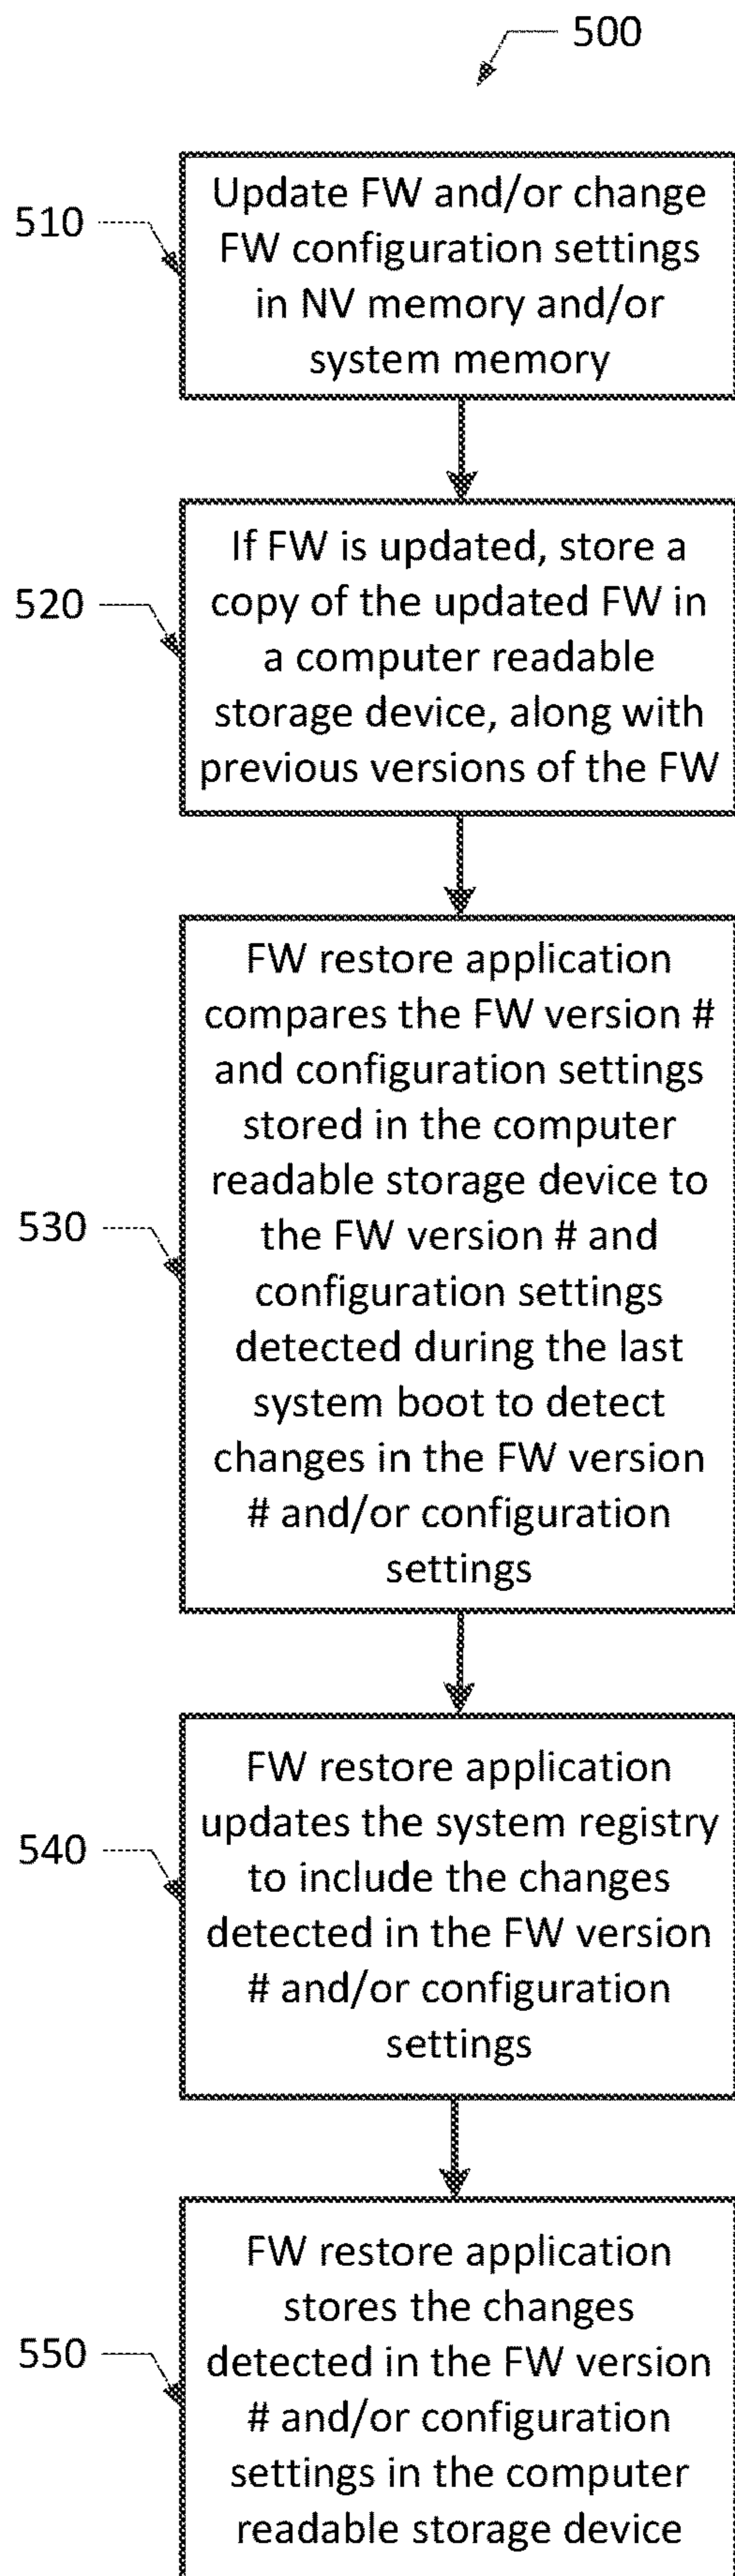 500
510
Update FW and/or change
FW configuration settings
in NV memory and/or
system memory
520
If FW is updated, store a
copy of the updated FW in
a computer readable
storage device, along with
previous versions of the FW
530
FW restore application
compares the FW version #
and configuration settings
stored in the computer
readable storage device to
the FW version # and
configuration settings
detected during the last
system boot to detect
changes in the FW version
# and/or configuration
settings
540
FW restore application
updates the system registry
to include the changes
detected in the FW version
# and/or configuration
settings
550
FW restore application
stores the changes
detected in the FW version
# and/or configuration
settings in the computer
readable storage device